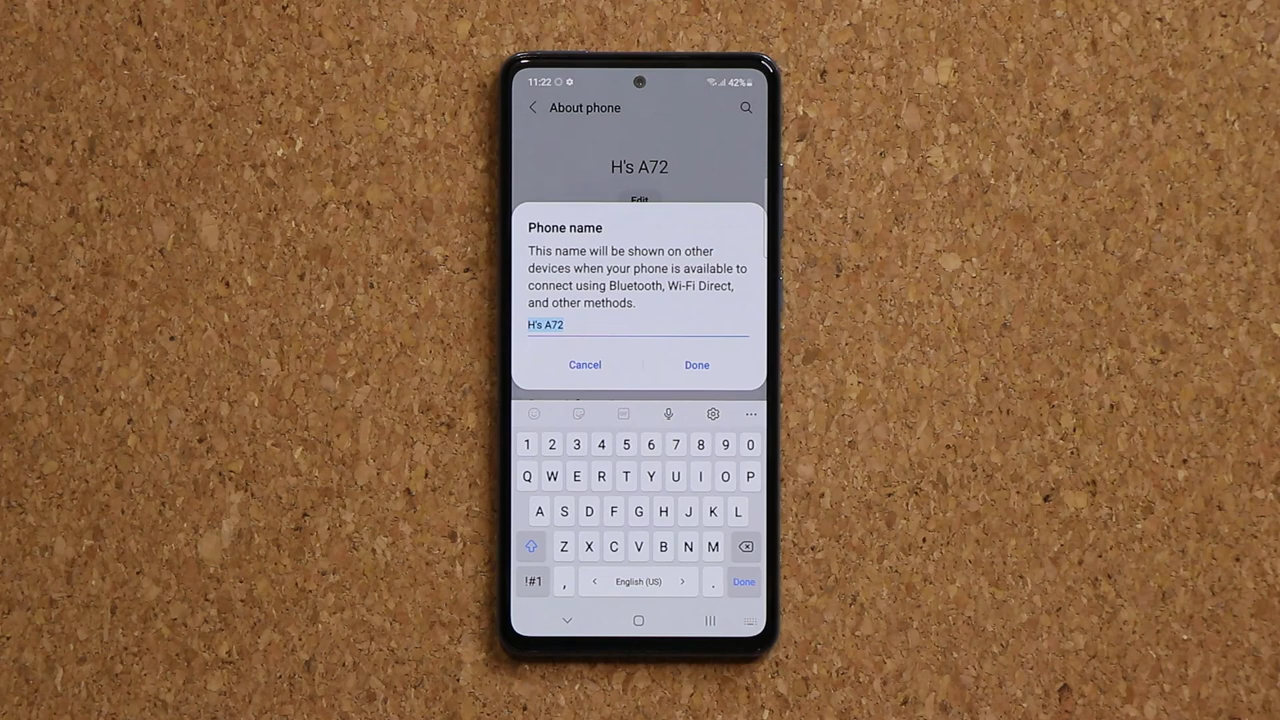 11:22 42%
About phone
H's A72
Edit
Phone name
This name will be shown on other
devices when your phone is available to
connect using Bluetooth, Wi-Fi Direct,
and other methods.
H's A72
Cancel Done
1 2 3 4 5 6 7 8 9 0
Q W E R T Y U I O P
A S D F G H J K L
Z X C V B N M
!#1 , < English (US) > . Done